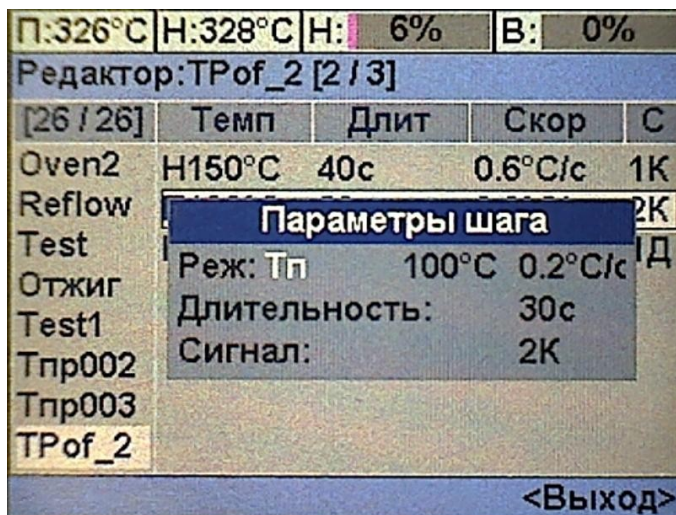 П:326°C Н:328°C Н: 6% В: 0%
Редактор:TPof_2 [2 / 3]
[26 / 26] Темп Длит Скор С
Oven2 Н150°C 40с 0.6°C/с 1К
Reflow 2К
Параметры шага
Test Д
Реж: Тп 100°C 0.2°C/с
Отжиг
Длительность: 30с
Test1
Сигнал: 2К
Тпр002
Тпр003
TPof_2
<Выход>